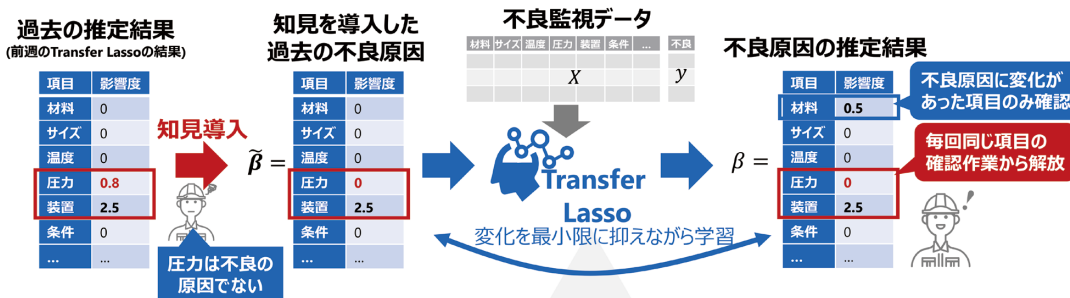 過去の推定結果
(前週のTransfer Lassoの結果)
項目 影響度
材料 0
サイズ 0
温度 0
圧力 0.8
装置 2.5
条件 0
... ...
知見導入
圧力は不良の
原因でない
知見を導入した
過去の不良原因
β̃ =
項目 影響度
材料 0
サイズ 0
温度 0
圧力 0
装置 2.5
条件 0
... ...
不良監視データ
材料 サイズ 温度 圧力 装置 条件 ... 不良
X y
Transfer
Lasso
変化を最小限に抑えながら学習
不良原因の推定結果
β =
項目 影響度
材料 0.5
サイズ 0
温度 0
圧力 0
装置 2.5
条件 0
... ...
不良原因に変化が
あった項目のみ確認
毎回同じ項目の
確認作業から解放
!